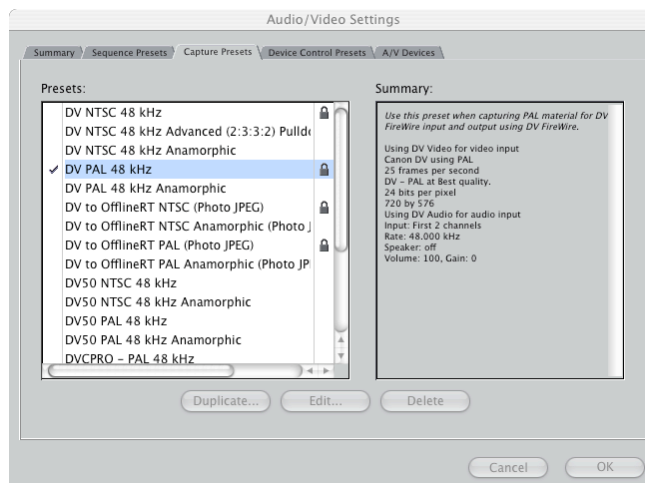 Audio/Video Settings
Summary Sequence Presets Capture Presets Device Control Presets A/V Devices
Presets:
DV NTSC 48 kHz
DV NTSC 48 kHz Advanced (2:3:3:2) Pulldo
DV NTSC 48 kHz Anamorphic
DV PAL 48 kHz
DV PAL 48 kHz Anamorphic
DV to OfflineRT NTSC (Photo JPEG)
DV to OfflineRT NTSC Anamorphic (Photo J
DV to OfflineRT PAL (Photo JPEG)
DV to OfflineRT PAL Anamorphic (Photo JP
DV50 NTSC 48 kHz
DV50 NTSC 48 kHz Anamorphic
DV50 PAL 48 kHz
DV50 PAL 48 kHz Anamorphic
DVCPRO - PAL 48 kHz
Summary:
Use this preset when capturing PAL material for DV
FireWire input and output using DV FireWire.
Using DV Video for video input
Canon DV using PAL
25 frames per second
DV - PAL at Best quality.
24 bits per pixel
720 by 576
Using DV Audio for audio input
Input: First 2 channels
Rate: 48.000 kHz
Speaker: off
Volume: 100, Gain: 0
Duplicate... Edit... Delete
Cancel OK